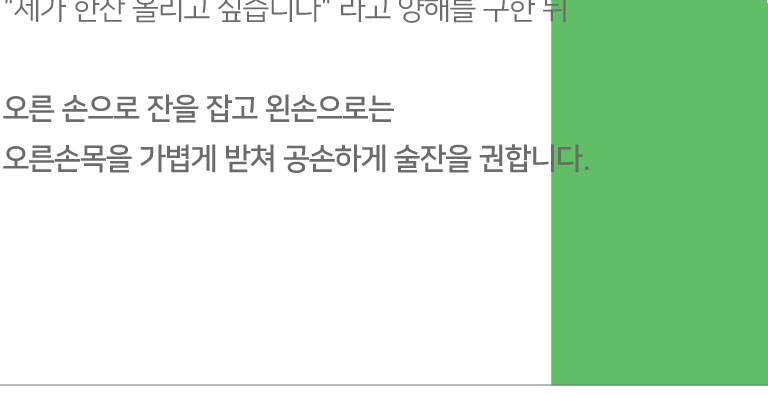 "제가 한잔 올리고 싶습니다" 라고 양해를 구한 뒤
오른 손으로 잔을 잡고 왼손으로는
오른손목을 가볍게 받쳐 공손하게 술잔을 권합니다.